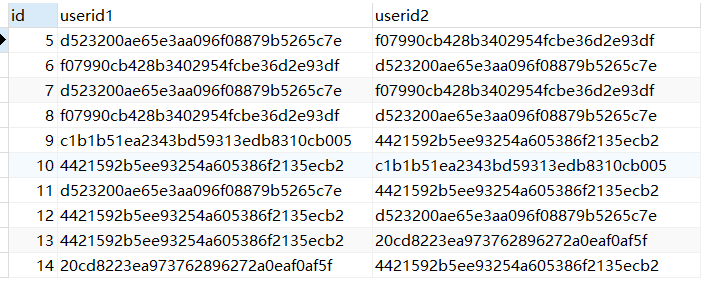 id userid1 userid2
5 d523200ae65e3aa096f08879b5265c7e f07990cb428b3402954fcbe36d2e93df
6 f07990cb428b3402954fcbe36d2e93df d523200ae65e3aa096f08879b5265c7e
7 d523200ae65e3aa096f08879b5265c7e f07990cb428b3402954fcbe36d2e93df
8 f07990cb428b3402954fcbe36d2e93df d523200ae65e3aa096f08879b5265c7e
9 c1b1b51ea2343bd59313edb8310cb005 4421592b5ee93254a605386f2135ecb2
10 4421592b5ee93254a605386f2135ecb2 c1b1b51ea2343bd59313edb8310cb005
11 d523200ae65e3aa096f08879b5265c7e 4421592b5ee93254a605386f2135ecb2
12 4421592b5ee93254a605386f2135ecb2 d523200ae65e3aa096f08879b5265c7e
13 4421592b5ee93254a605386f2135ecb2 20cd8223ea973762896272a0eaf0af5f
14 20cd8223ea973762896272a0eaf0af5f 4421592b5ee93254a605386f2135ecb2